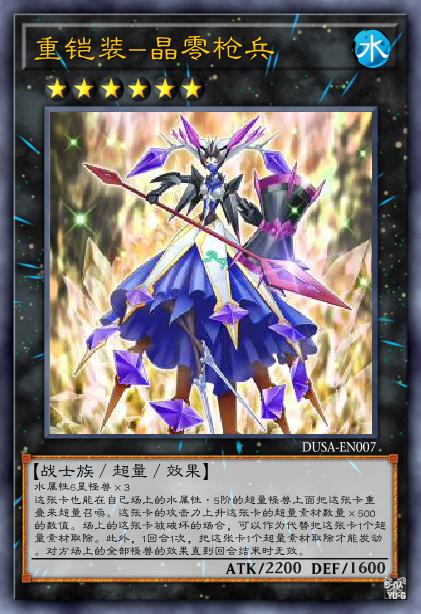 重铠装-晶零枪兵
水
DUSA-EN007
【战士族／超量／效果】
水属性6星怪兽×3
这张卡也能在自己场上的水属性·5阶的超量怪兽上面把这张卡重
叠来超量召唤。这张卡的攻击力上升这张卡的超量素材数量×500
的数值。场上的这张卡被破坏的场合，可以作为代替把这张卡1个超
量素材取除。此外，1回合1次，把这张卡1个超量素材取除才能发动
。对方场上的全部怪兽的效果直到回合结束时无效。
ATK/2200 DEF/1600